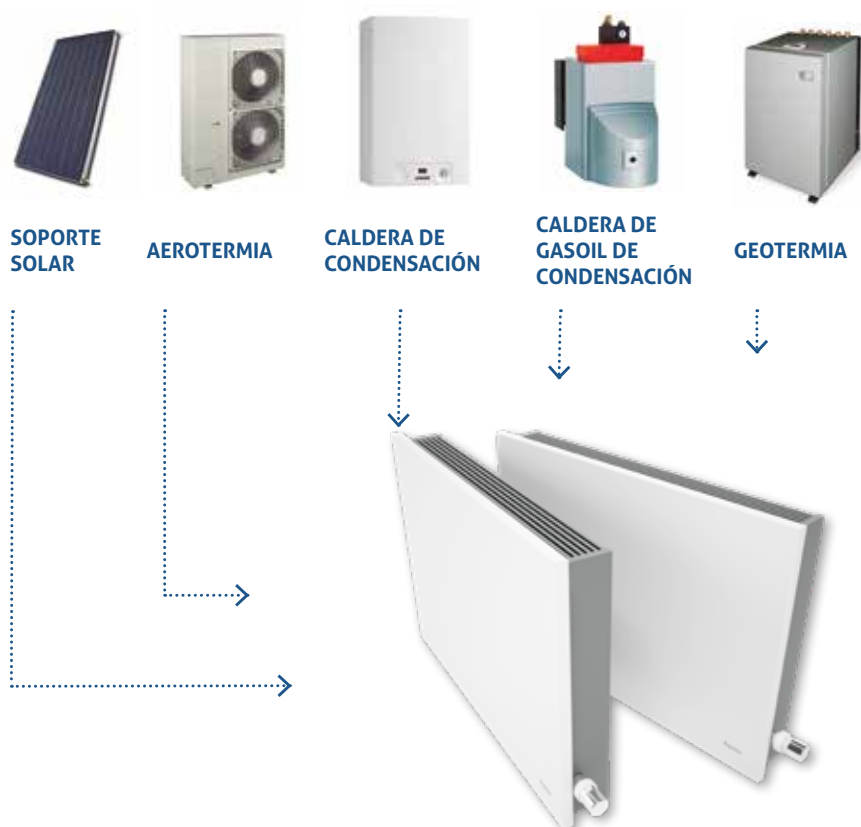 SOPORTE
SOLAR
AEROTERMIA
CALDERA DE
CONDENSACIÓN
CALDERA DE
GASOIL DE
CONDENSACIÓN
GEOTERMIA